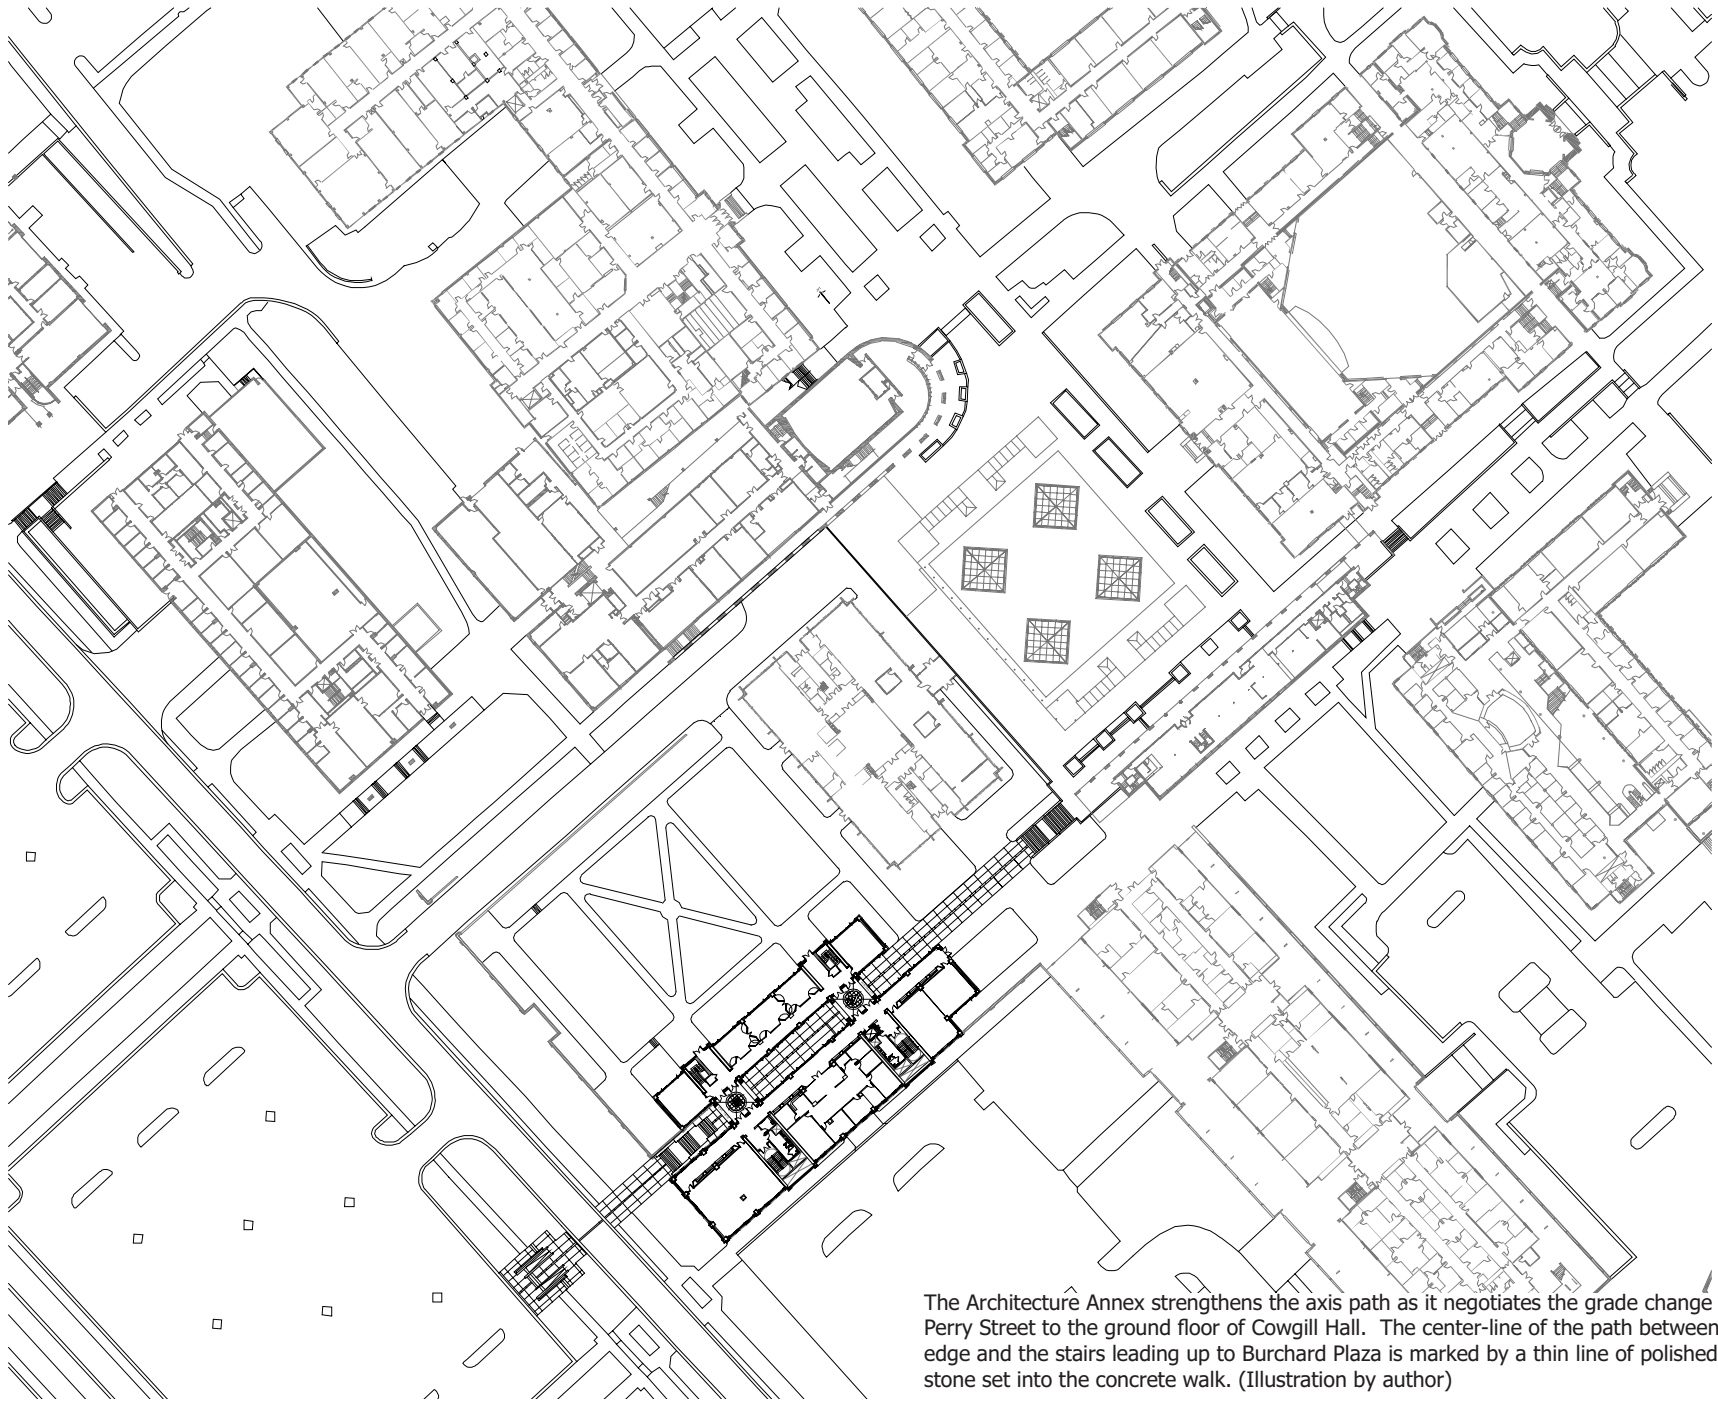 The Architecture Annex strengthens the axis path as it negotiates the grade change
Perry Street to the ground floor of Cowgill Hall.  The center-line of the path between
edge and the stairs leading up to Burchard Plaza is marked by a thin line of polished
stone set into the concrete walk. (Illustration by author)